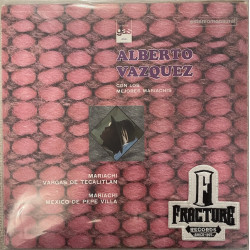 ALBERTO
VAZQUEZ
CON LOS
MEJORES MARIACHIS
MARIACHI
VARGAS DE TECALITLAN
MARIACHI
MEXICO DE PEPE VILLA
F
FRACTURE
RECORDS